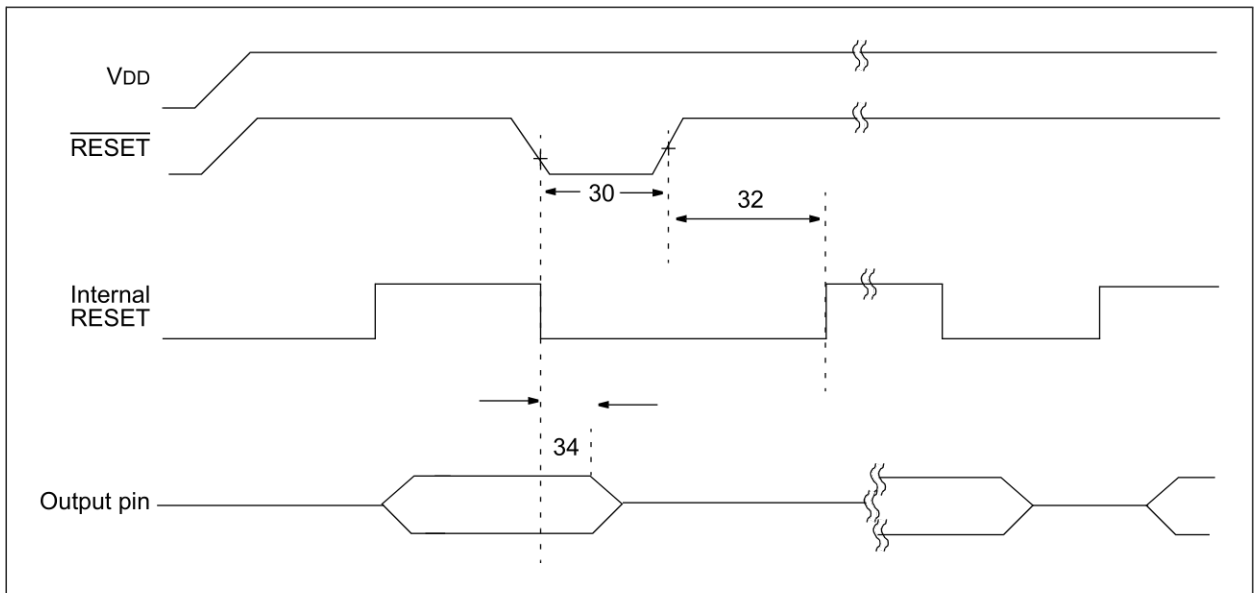 VDD
RESET
30
32
Internal
RESET
34
Output pin